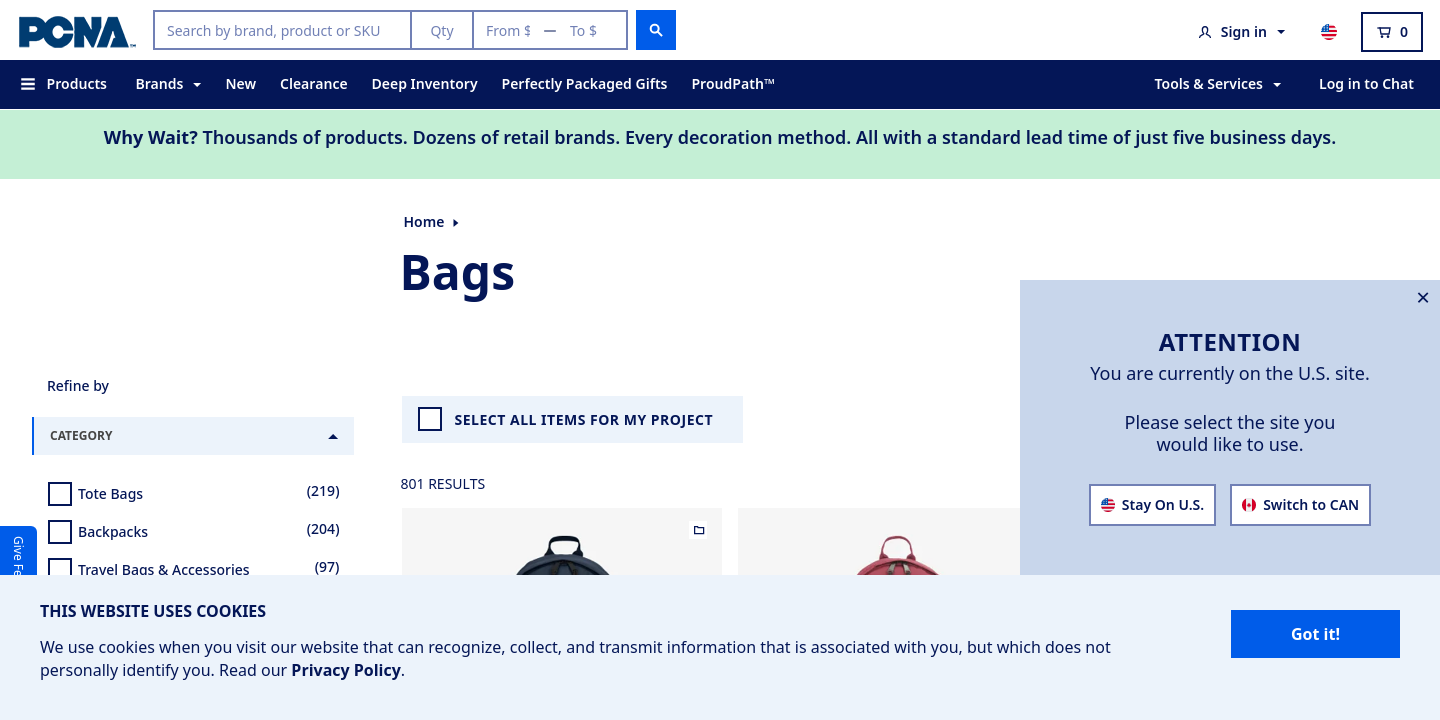 PCNA™
Search by brand, product or SKU
Qty
From $ — To $
Sign in
0
Products
Brands
New
Clearance
Deep Inventory
Perfectly Packaged Gifts
ProudPath™
Tools & Services
Log in to Chat
Why Wait? Thousands of products. Dozens of retail brands. Every decoration method. All with a standard lead time of just five business days.
Home
Bags
ATTENTION
You are currently on the U.S. site.
Please select the site you
would like to use.
Stay On U.S.
Switch to CAN
Refine by
CATEGORY
Tote Bags (219)
Backpacks (204)
Travel Bags & Accessories (97)
SELECT ALL ITEMS FOR MY PROJECT
801 RESULTS
Give Fe
THIS WEBSITE USES COOKIES
We use cookies when you visit our website that can recognize, collect, and transmit information that is associated with you, but which does not
personally identify you. Read our Privacy Policy.
Got it!